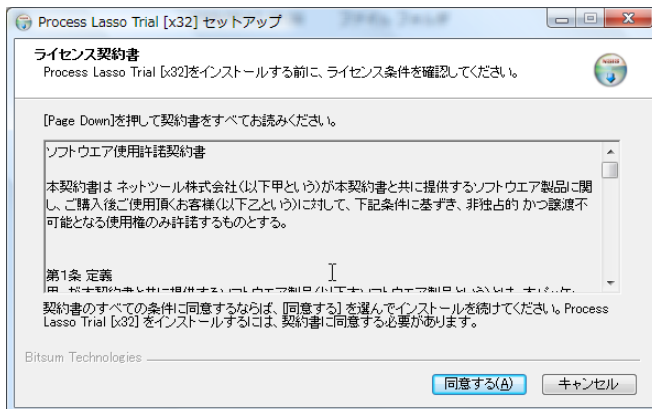 Process Lasso Trial [x32] セットアップ
ライセンス契約書
Process Lasso Trial [x32]をインストールする前に、ライセンス条件を確認してください。
[Page Down]を押して契約書をすべてお読みください。
ソフトウエア使用許諾契約書
本契約書は ネットツール株式会社(以下甲という)が本契約書と共に提供するソフトウエア製品に関
し、ご購入後ご使用頂くお客様(以下乙という)に対して、下記条件に基ずき、非独占的 かつ譲渡不
可能となる使用権のみ許諾するものとする。
第1条 定義
契約書のすべての条件に同意するならば、[同意する] を選んでインストールを続けてください。Process
Lasso Trial [x32] をインストールするには、契約書に同意する必要があります。
Bitsum Technologies
同意する(A)
キャンセル